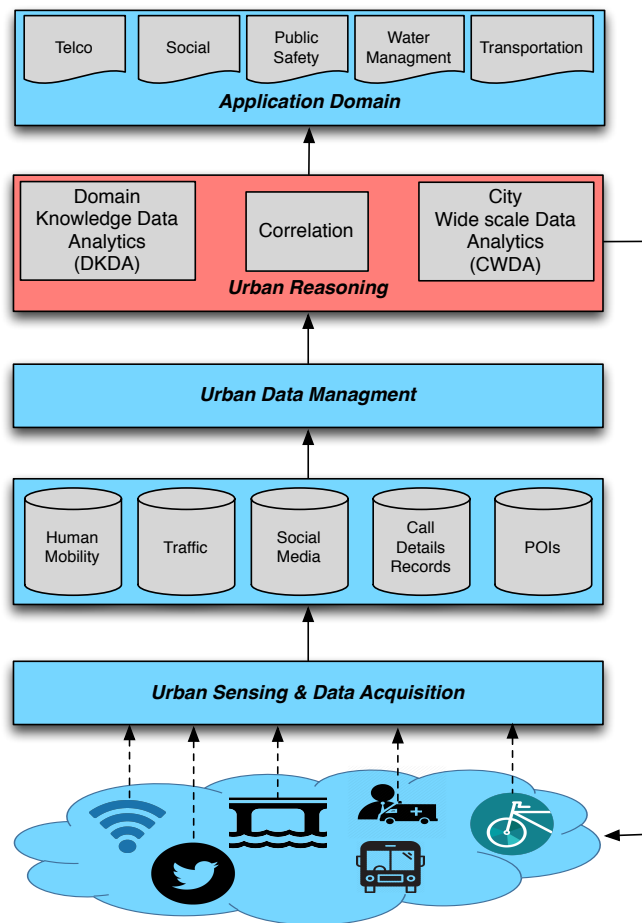 Telco
Social
Public
Safety
Water
Managment
Transportation
Application Domain
Domain
Knowledge Data
Analytics
(DKDA)
Correlation
City
Wide scale Data
Analytics
(CWDA)
Urban Reasoning
Urban Data Managment
Human
Mobility
Traffic
Social
Media
Call
Details
Records
POIs
Urban Sensing & Data Acquisition